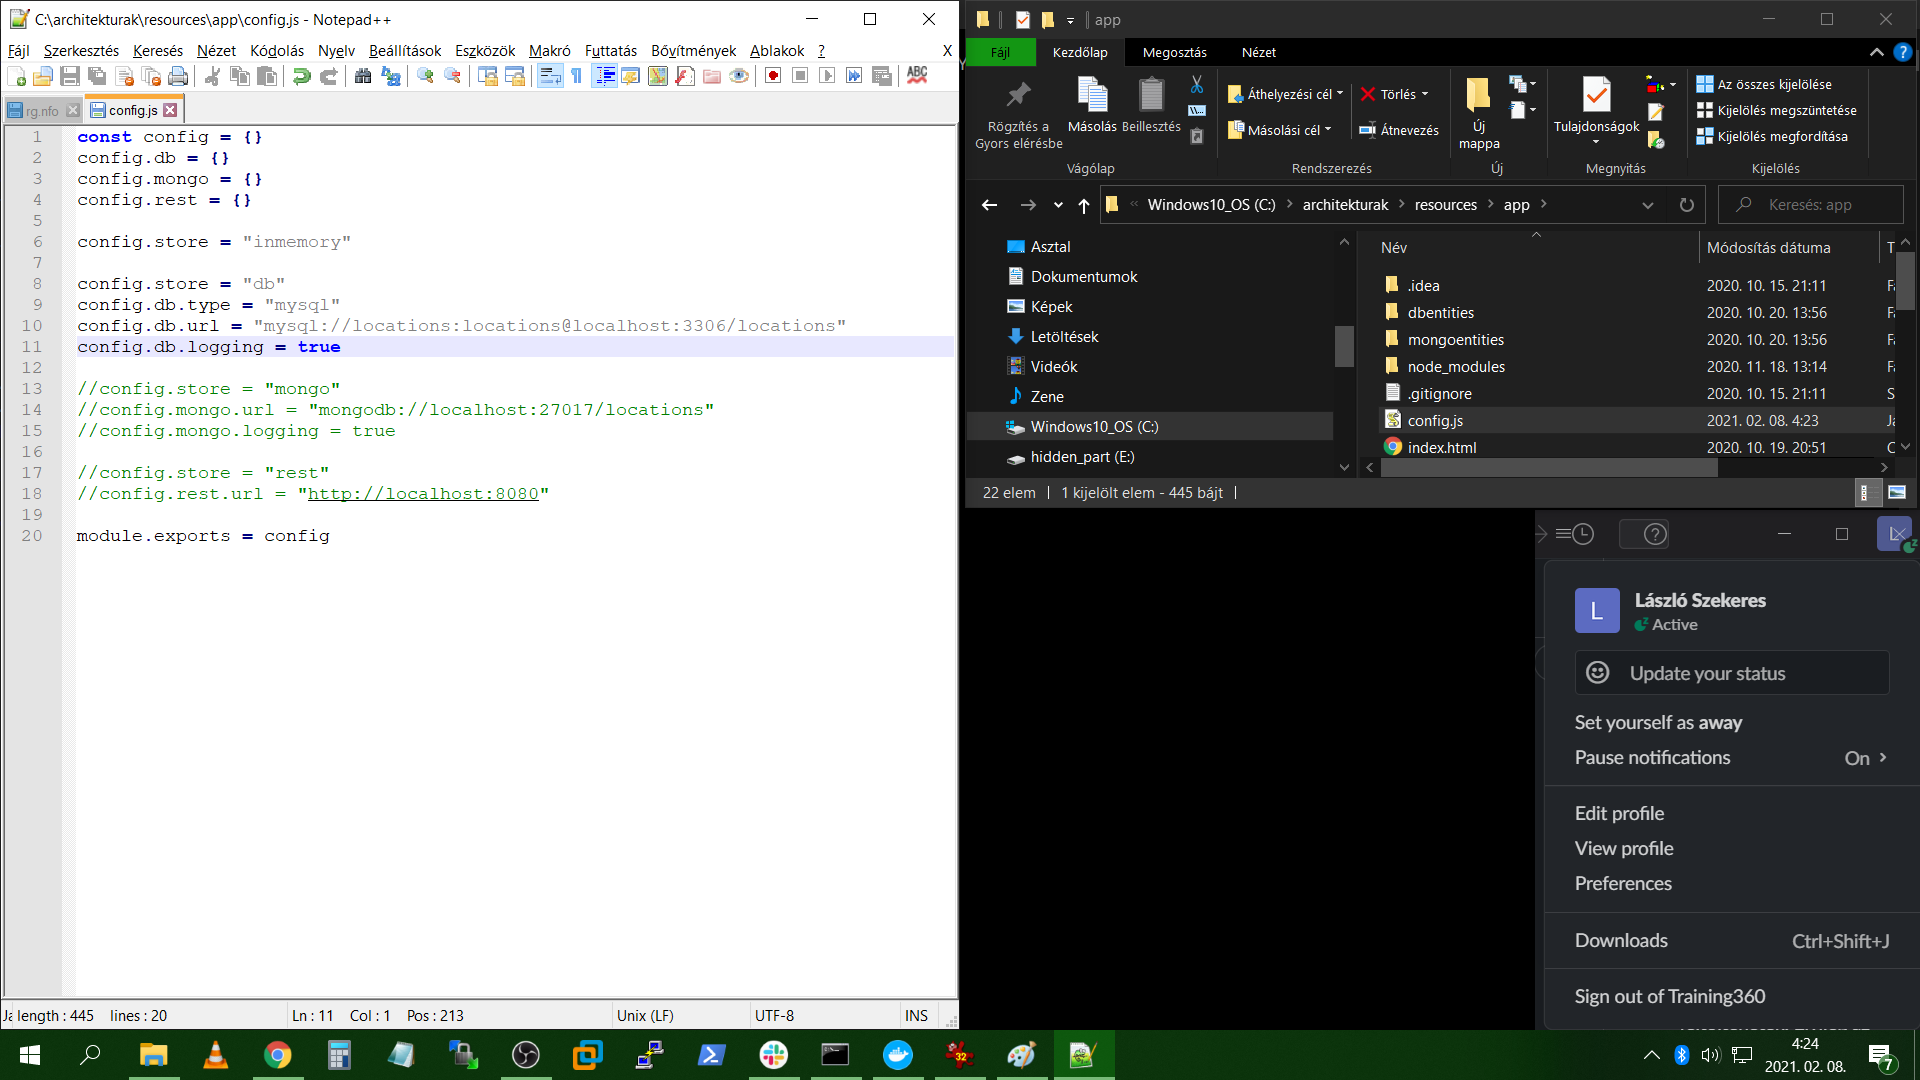 C:\architekturak\resources\app\config.js - Notepad++
Fájl Szerkesztés Keresés Nézet Kódolás Nyelv Beállítások Eszközök Makró Futtatás Bővítmények Ablakok ? X
rg.nfo config.js
1 const config = {}
2 config.db = {}
3 config.mongo = {}
4 config.rest = {}
5
6 config.store = "inmemory"
7
8 config.store = "db"
9 config.db.type = "mysql"
10 config.db.url = "mysql://locations:locations@localhost:3306/locations"
11 config.db.logging = true
12
13 //config.store = "mongo"
14 //config.mongo.url = "mongodb://localhost:27017/locations"
15 //config.mongo.logging = true
16
17 //config.store = "rest"
18 //config.rest.url = "http://localhost:8080"
19
20 module.exports = config
Ja length : 445 lines : 20 Ln : 11 Col : 1 Pos : 213 Unix (LF) UTF-8 INS
app
Fájl Kezdőlap Megosztás Nézet
Rögzítés a Gyors elérésbe
Másolás
Beillesztés
Vágólap
Áthelyezési cél
Másolási cél
Törlés
Átnevezés
Rendszerezés
Új mappa
Új
Tulajdonságok
Megnyitás
Az összes kijelölése
Kijelölés megszüntetése
Kijelölés megfordítása
Kijelölés
« Windows10_OS (C:) > architekturak > resources > app >
Keresés: app
Asztal
Dokumentumok
Képek
Letöltések
Videók
Zene
Windows10_OS (C:)
hidden_part (E:)
Név Módosítás dátuma T
.idea 2020. 10. 15. 21:11 Fa
dbentities 2020. 10. 20. 13:56 Fa
mongoentities 2020. 10. 20. 13:56 Fa
node_modules 2020. 11. 18. 13:14 Fa
.gitignore 2020. 10. 15. 21:11 S
config.js 2021. 02. 08. 4:23 Ja
index.html 2020. 10. 19. 20:51 C
22 elem 1 kijelölt elem - 445 bájt
L László Szekeres
Active
Update your status
Set yourself as away
Pause notifications On >
Edit profile
View profile
Preferences
Downloads Ctrl+Shift+J
Sign out of Training360
32
4:24
2021. 02. 08.
7